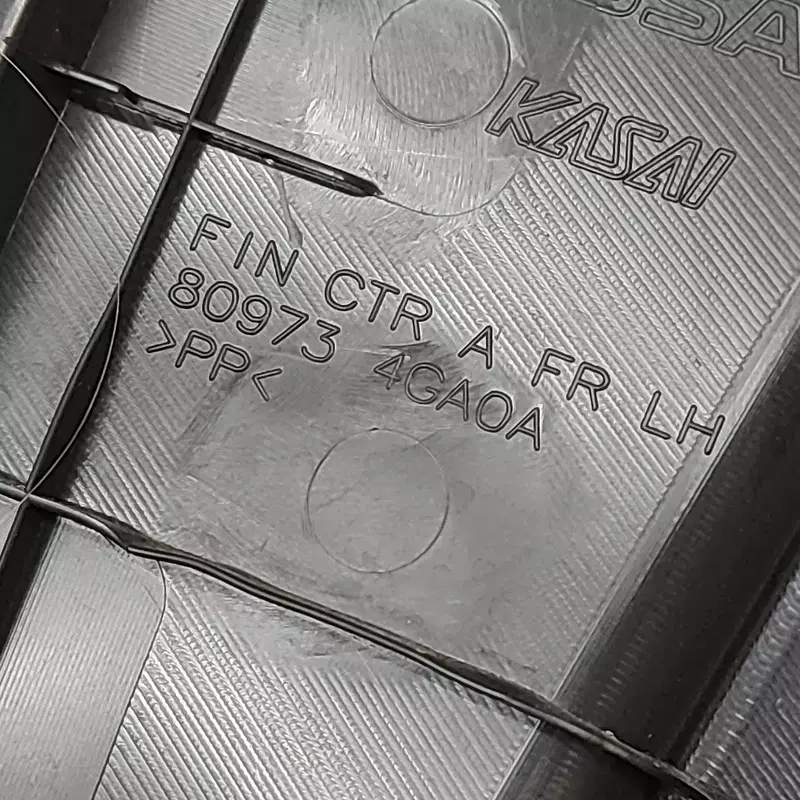 KASAI
FIN CTR A FR LH
80973 4GA0A
>PP<